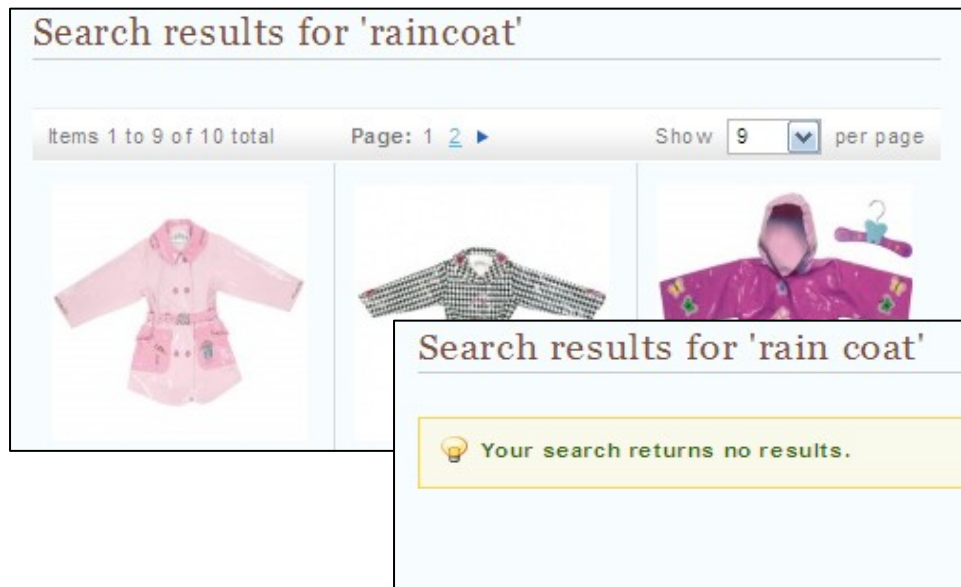 Search results for 'raincoat'
Items 1 to 9 of 10 total Page: 1 2 Show 9 per page
Search results for 'rain coat'
Your search returns no results.